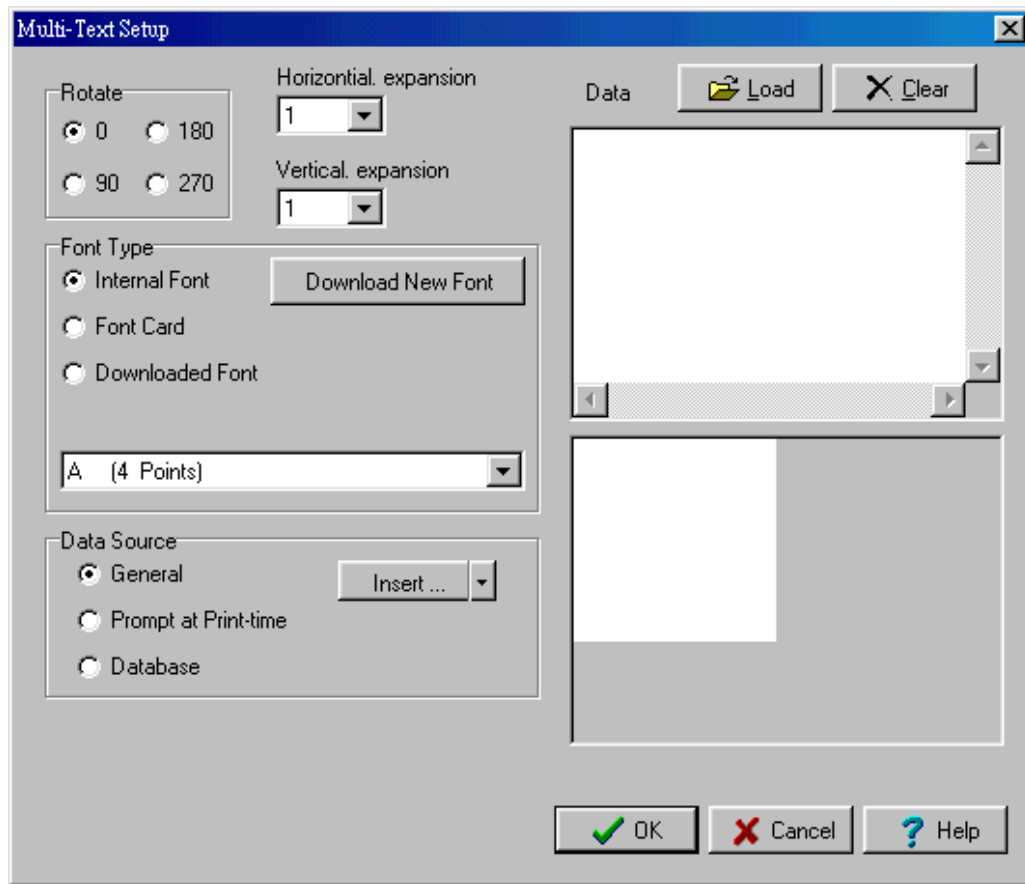 Multi-Text Setup
Rotate
0
180
90
270
Horizontial. expansion
1
Vertical. expansion
1
Data
Load
Clear
Font Type
Internal Font
Download New Font
Font Card
Downloaded Font
A (4 Points)
Data Source
General
Insert ...
Prompt at Print-time
Database
OK
Cancel
Help